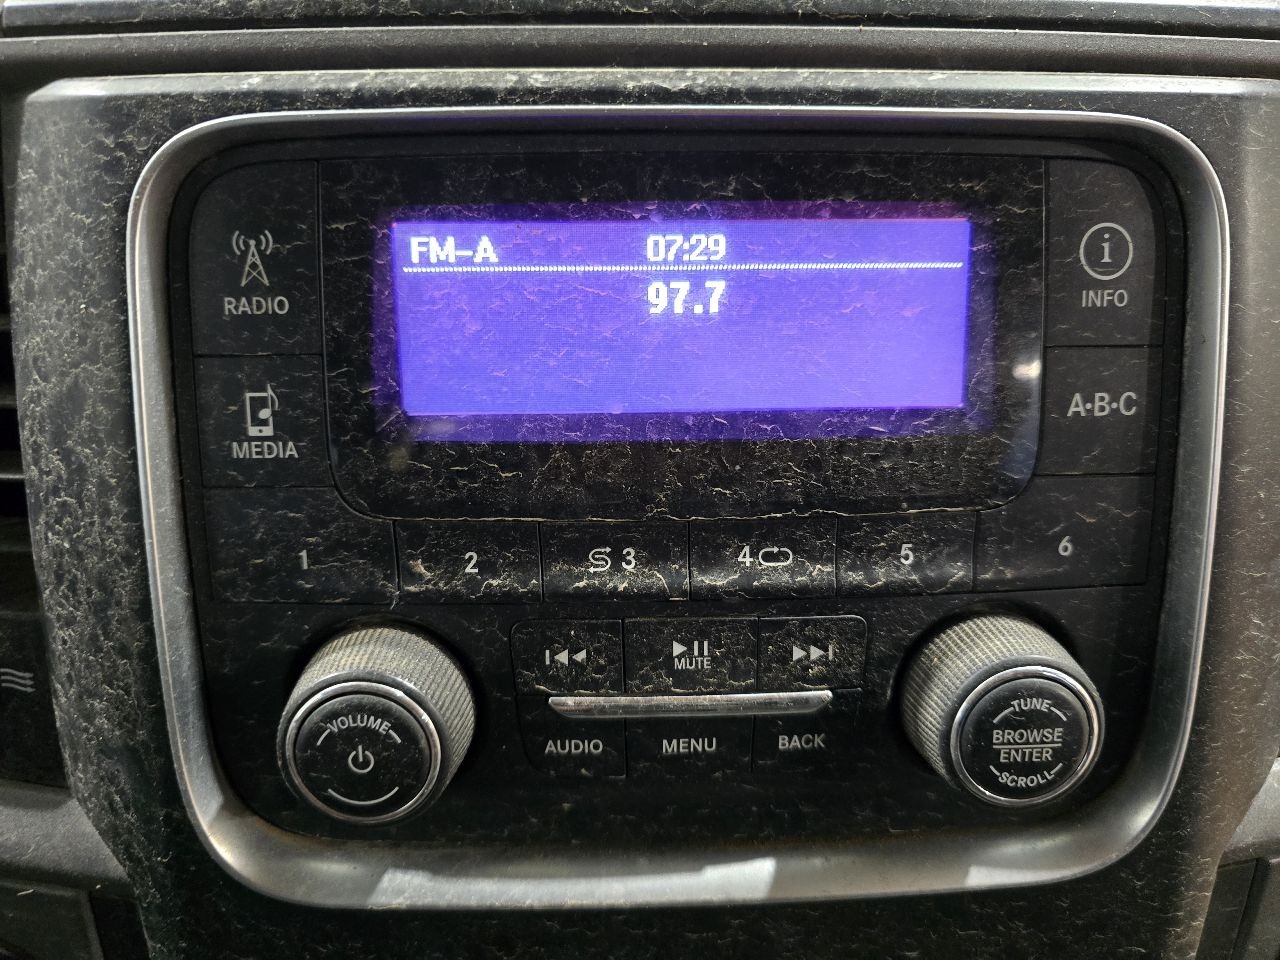 FM-A 07:29
97.7
RADIO
INFO
MEDIA
A·B·C
1 2 3 4 5 6
MUTE
VOLUME
AUDIO MENU BACK
TUNE
BROWSE
ENTER
SCROLL